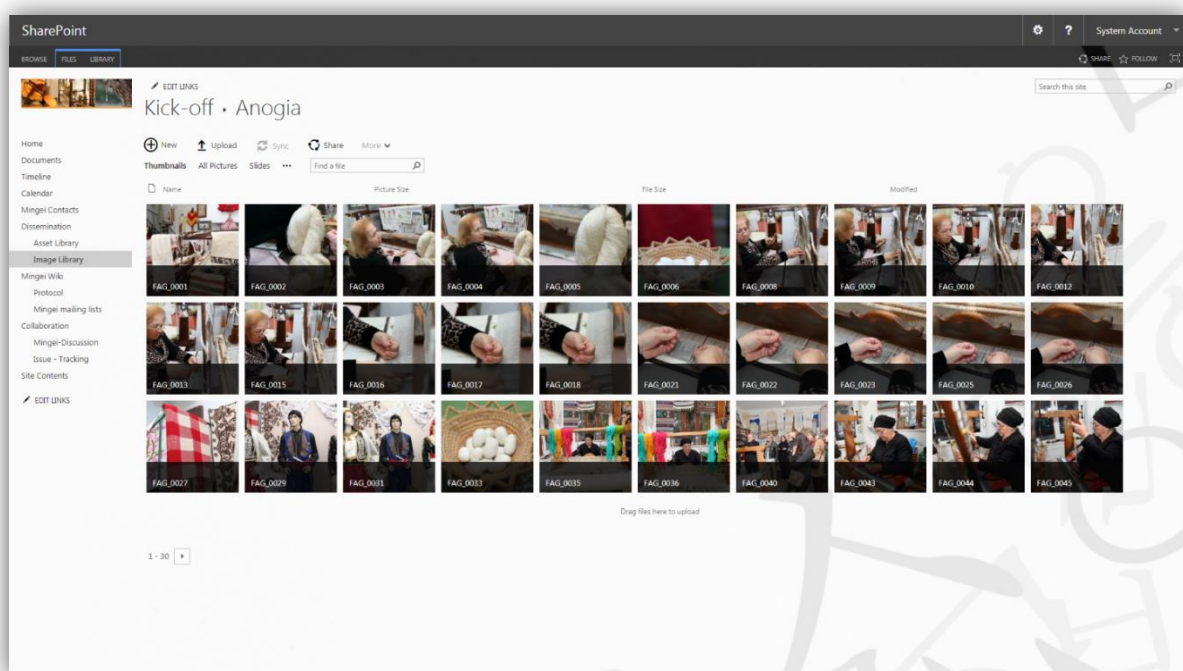 SharePoint
? System Account
BROWSE FILES LIBRARY
SHARE FOLLOW
EDIT LINKS
Search this site
Kick-off • Anogia
Home
Documents
Timeline
Calendar
Mingei Contacts
Dissemination
Asset Library
Image Library
Mingei Wiki
Protocol
Mingei mailing lists
Collaboration
Mingei-Discussion
Issue - Tracking
Site Contents
EDIT LINKS
New Upload Sync Share More
Thumbnails All Pictures Slides ••• Find a file
Name Picture Size File Size Modified
FAG_0001 FAG_0002 FAG_0003 FAG_0004 FAG_0005 FAG_0006 FAG_0008 FAG_0009 FAG_0010 FAG_0012
FAG_0013 FAG_0015 FAG_0016 FAG_0017 FAG_0018 FAG_0021 FAG_0022 FAG_0023 FAG_0025 FAG_0026
FAG_0027 FAG_0029 FAG_0031 FAG_0033 FAG_0035 FAG_0036 FAG_0040 FAG_0043 FAG_0044 FAG_0045
Drag files here to upload
1 - 30